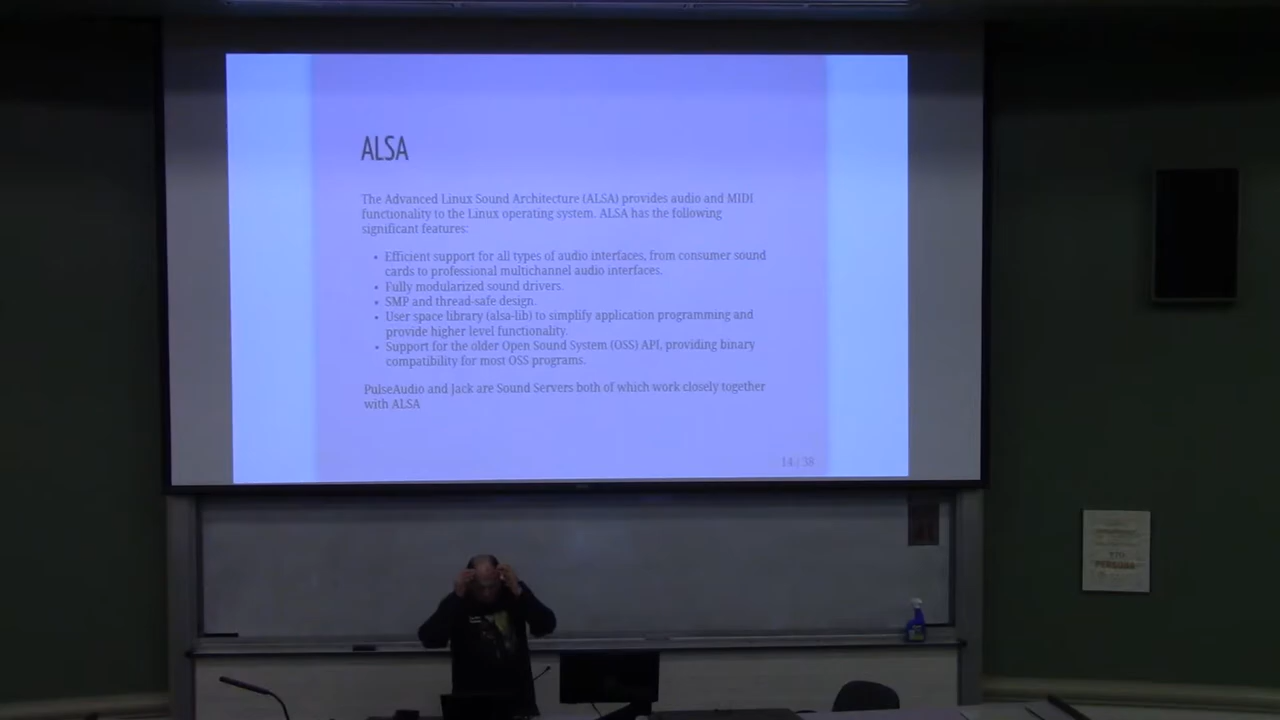 ALSA
The Advanced Linux Sound Architecture (ALSA) provides audio and MIDI
functionality to the Linux operating system. ALSA has the following
significant features:
• Efficient support for all types of audio interfaces, from consumer sound
cards to professional multichannel audio interfaces.
• Fully modularized sound drivers.
• SMP and thread-safe design.
• User space library (alsa-lib) to simplify application programming and
provide higher level functionality.
• Support for the older Open Sound System (OSS) API, providing binary
compatibility for most OSS programs.
PulseAudio and Jack are Sound Servers both of which work closely together
with ALSA
14 / 38